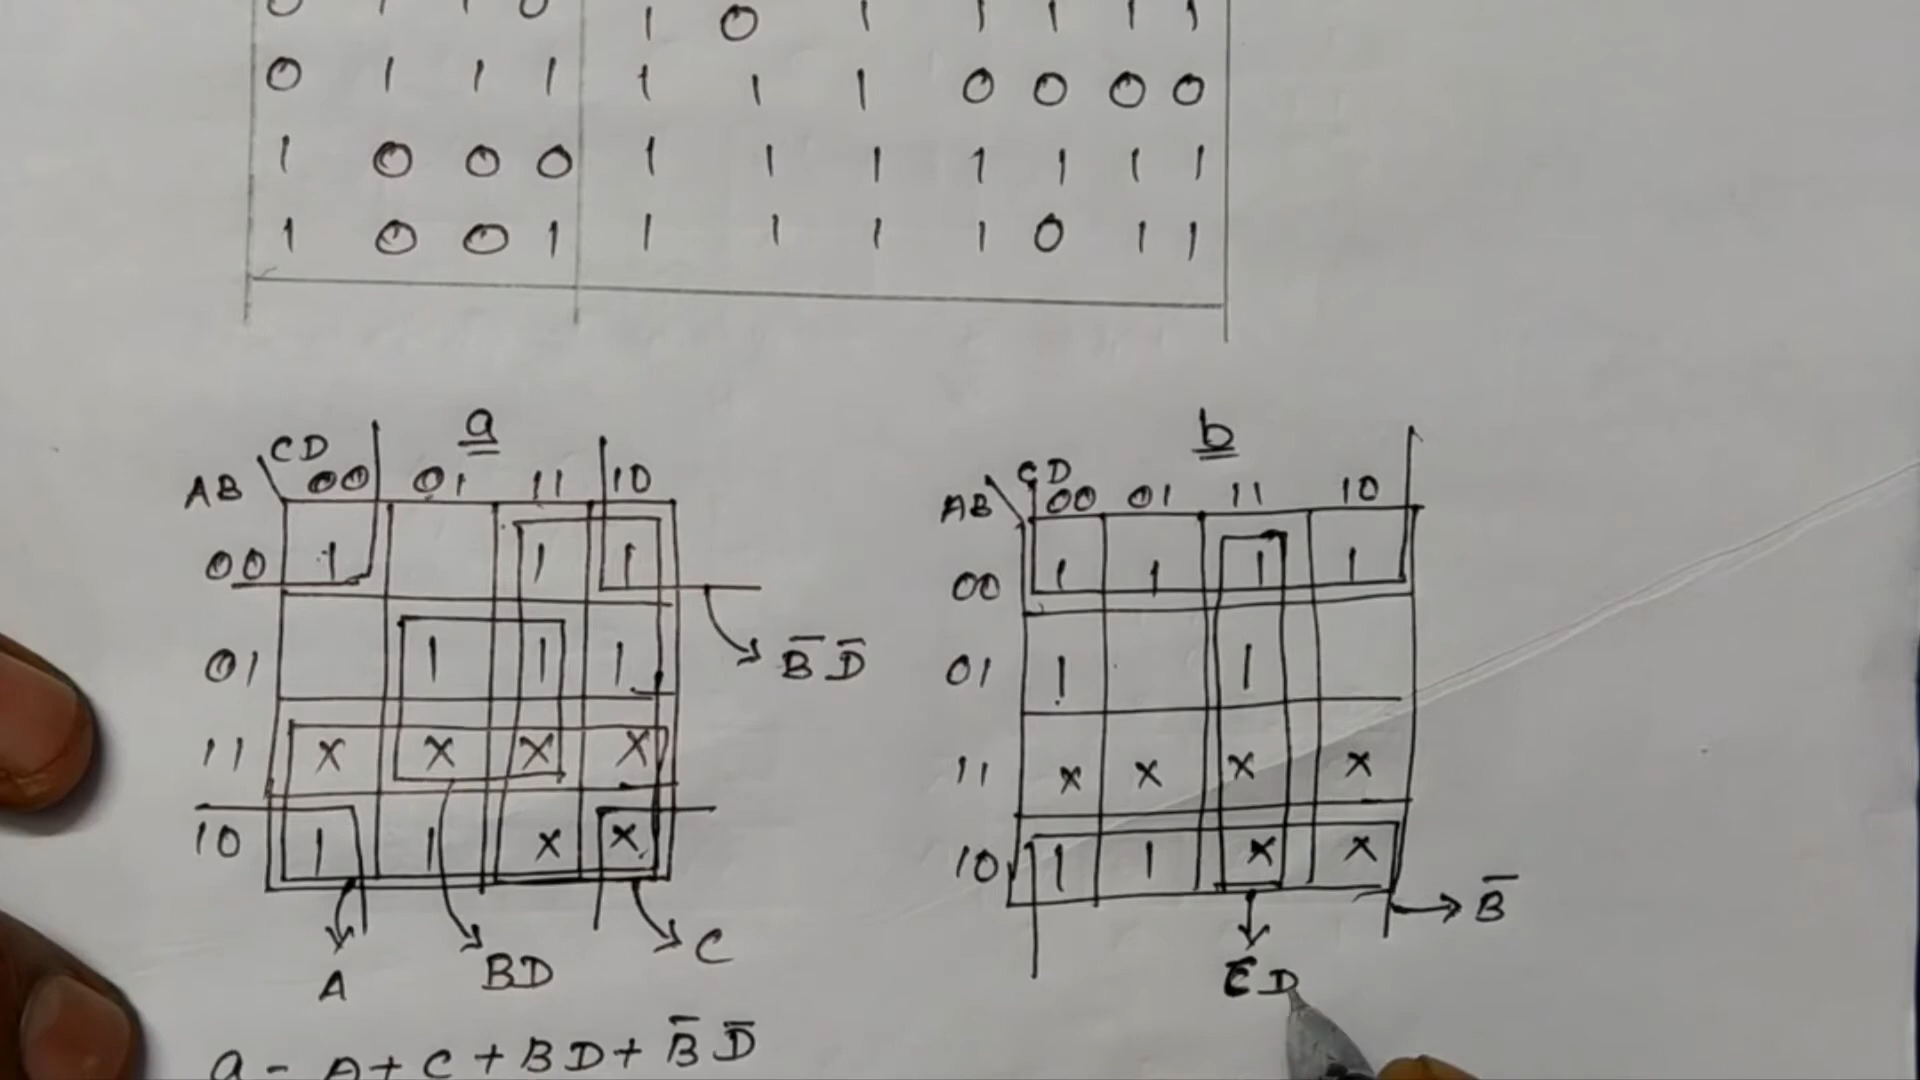 0 1 1 0 1 0 1 1 1 1 1
0 1 1 1 1 1 1 0 0 0 0
1 0 0 0 1 1 1 1 1 1 1
1 0 0 1 1 1 1 1 0 1 1
a
CD
AB 00 01 11 10
00 1 1 1
01 1 1 1
11 X X X X
10 1 1 X X
B̅ D̅
A BD C
a = A + C + BD + B̅ D̅
b
CD
AB 00 01 11 10
00 1 1 1 1
01 1 1
11 X X X X
10 1 1 X X
B̅
C D